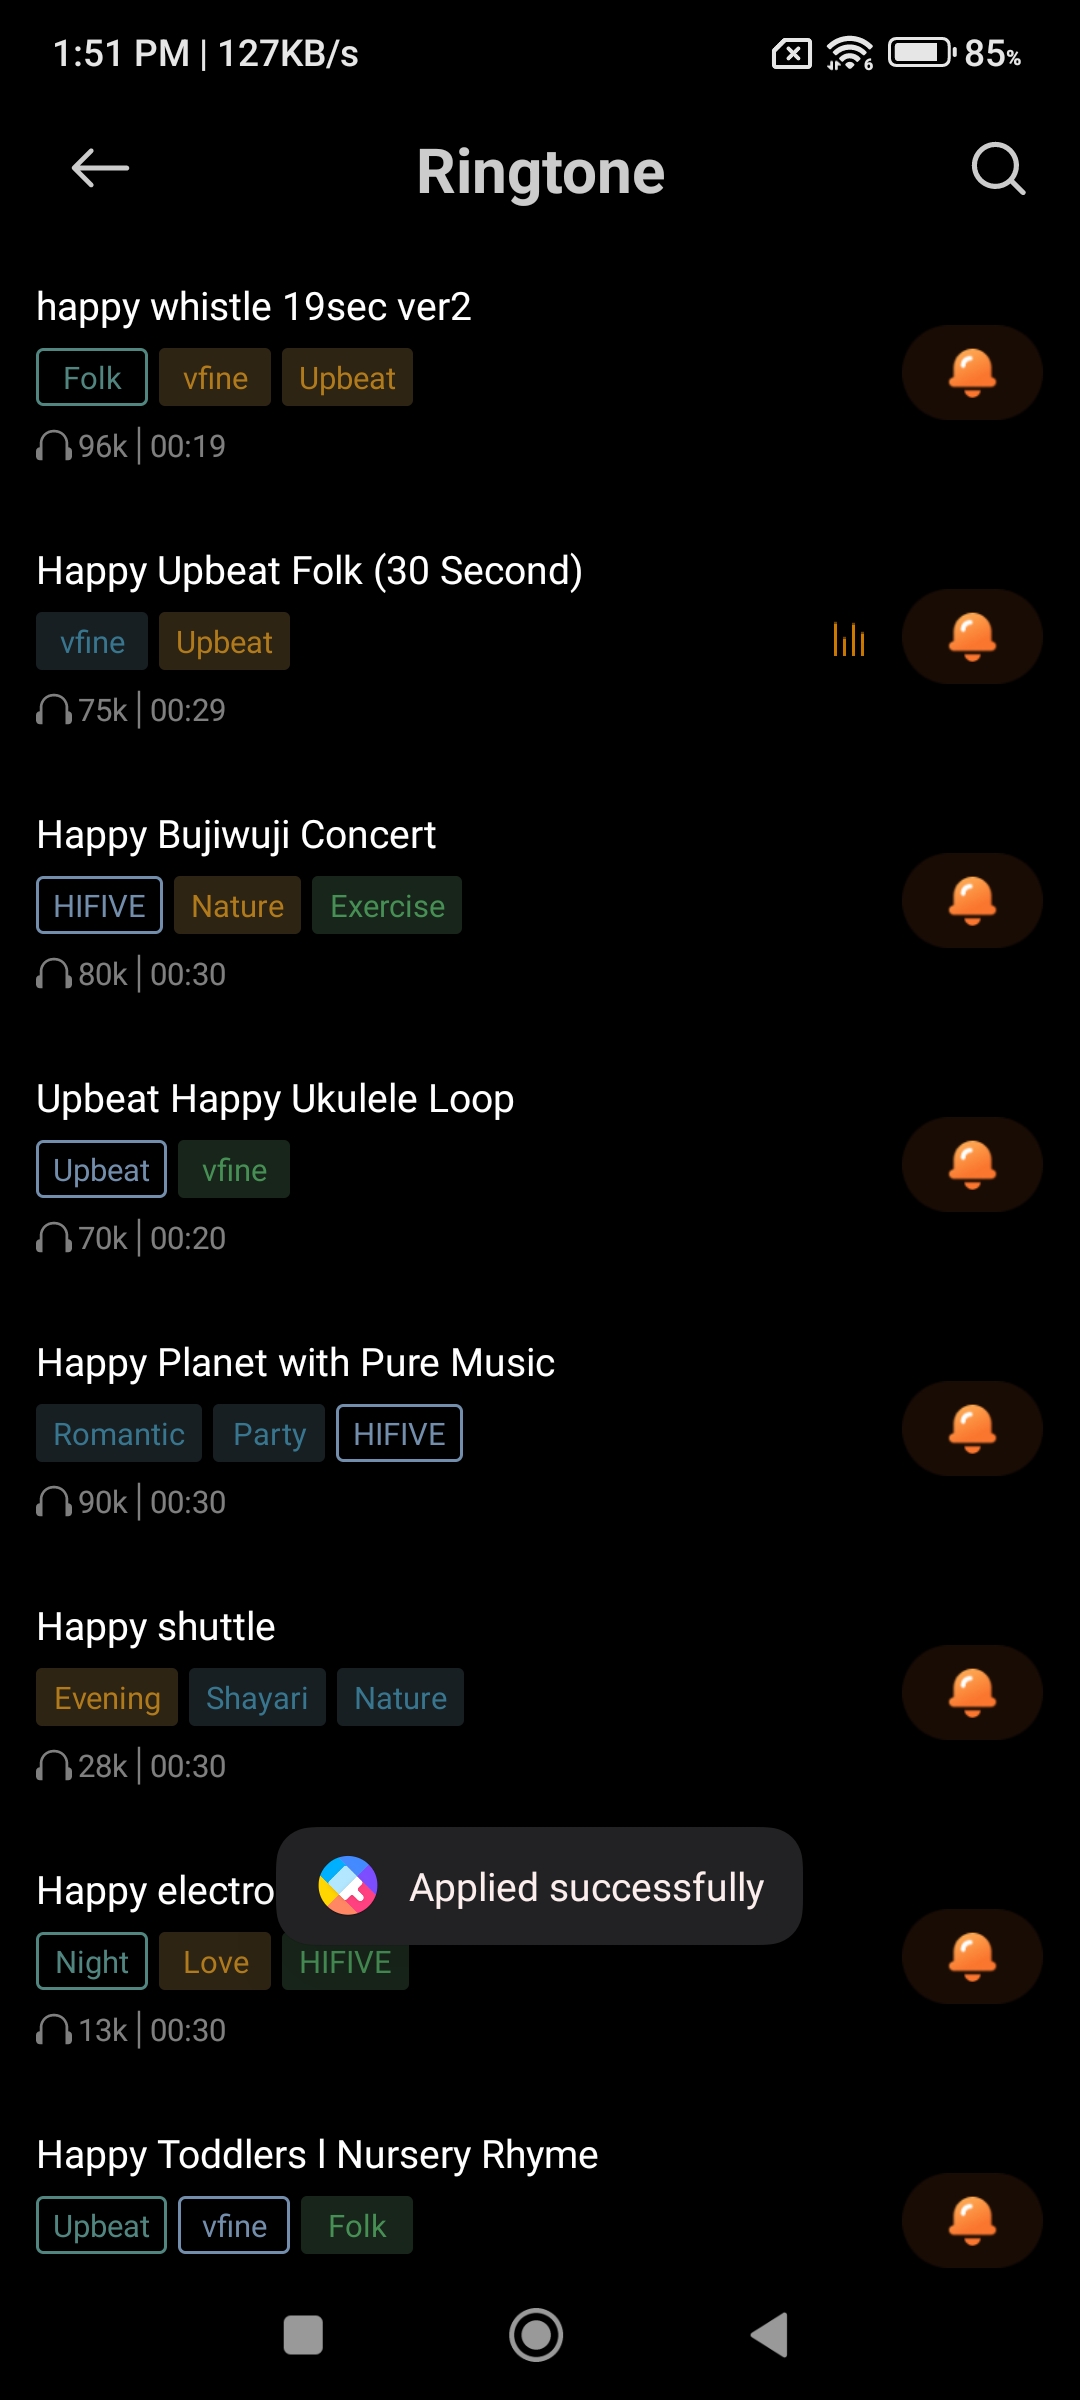 1:51 PM | 127KB/s 6 85%
Ringtone
happy whistle 19sec ver2
Folk vfine Upbeat
96k | 00:19
Happy Upbeat Folk (30 Second)
vfine Upbeat
75k | 00:29
Happy Bujiwuji Concert
HIFIVE Nature Exercise
80k | 00:30
Upbeat Happy Ukulele Loop
Upbeat vfine
70k | 00:20
Happy Planet with Pure Music
Romantic Party HIFIVE
90k | 00:30
Happy shuttle
Evening Shayari Nature
28k | 00:30
Happy electro
Applied successfully
Night Love HIFIVE
13k | 00:30
Happy Toddlers l Nursery Rhyme
Upbeat vfine Folk